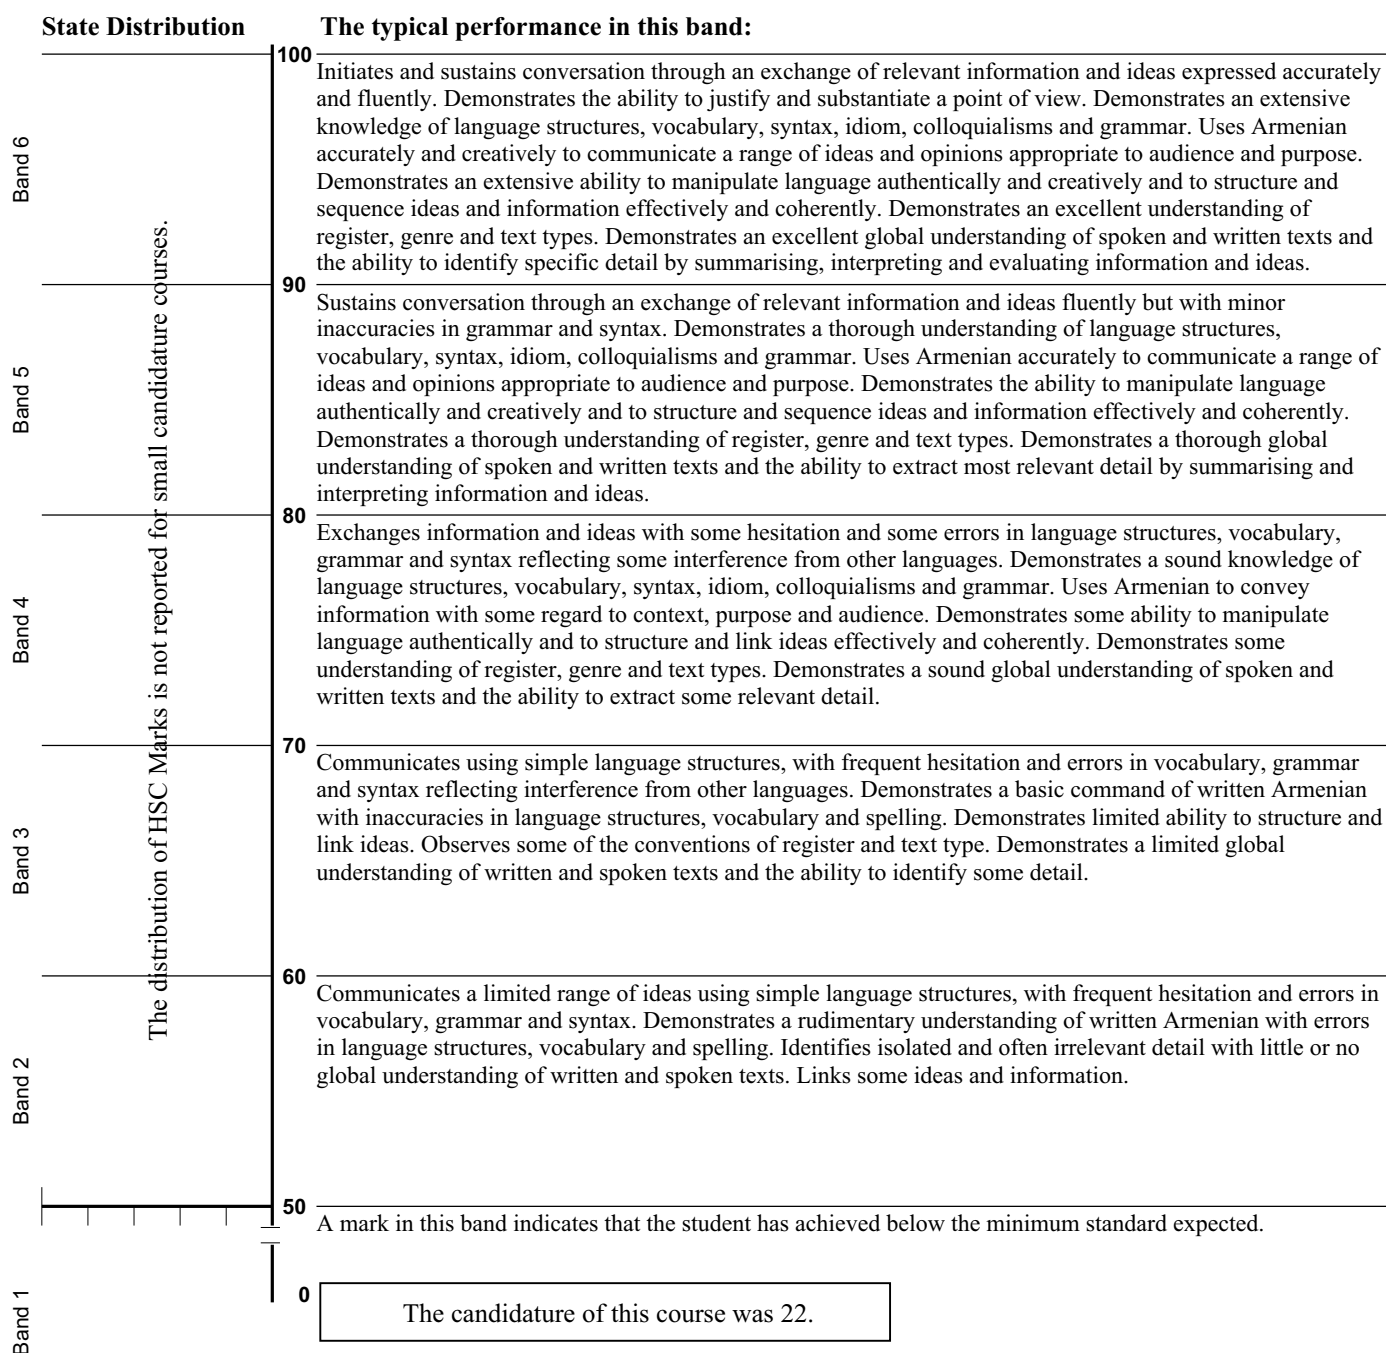 State Distribution
The typical performance in this band:
100
Band 6
Initiates and sustains conversation through an exchange of relevant information and ideas expressed accurately
and fluently. Demonstrates the ability to justify and substantiate a point of view. Demonstrates an extensive
knowledge of language structures, vocabulary, syntax, idiom, colloquialisms and grammar. Uses Armenian
accurately and creatively to communicate a range of ideas and opinions appropriate to audience and purpose.
Demonstrates an extensive ability to manipulate language authentically and creatively and to structure and
sequence ideas and information effectively and coherently. Demonstrates an excellent understanding of
register, genre and text types. Demonstrates an excellent global understanding of spoken and written texts and
the ability to identify specific detail by summarising, interpreting and evaluating information and ideas.
90
Band 5
Sustains conversation through an exchange of relevant information and ideas fluently but with minor
inaccuracies in grammar and syntax. Demonstrates a thorough understanding of language structures,
vocabulary, syntax, idiom, colloquialisms and grammar. Uses Armenian accurately to communicate a range of
ideas and opinions appropriate to audience and purpose. Demonstrates the ability to manipulate language
authentically and creatively and to structure and sequence ideas and information effectively and coherently.
Demonstrates a thorough understanding of register, genre and text types. Demonstrates a thorough global
understanding of spoken and written texts and the ability to extract most relevant detail by summarising and
interpreting information and ideas.
80
Band 4
Exchanges information and ideas with some hesitation and some errors in language structures, vocabulary,
grammar and syntax reflecting some interference from other languages. Demonstrates a sound knowledge of
language structures, vocabulary, syntax, idiom, colloquialisms and grammar. Uses Armenian to convey
information with some regard to context, purpose and audience. Demonstrates some ability to manipulate
language authentically and to structure and link ideas effectively and coherently. Demonstrates some
understanding of register, genre and text types. Demonstrates a sound global understanding of spoken and
written texts and the ability to extract some relevant detail.
70
Band 3
Communicates using simple language structures, with frequent hesitation and errors in vocabulary, grammar
and syntax reflecting interference from other languages. Demonstrates a basic command of written Armenian
with inaccuracies in language structures, vocabulary and spelling. Demonstrates limited ability to structure and
link ideas. Observes some of the conventions of register and text type. Demonstrates a limited global
understanding of written and spoken texts and the ability to identify some detail.
60
Band 2
Communicates a limited range of ideas using simple language structures, with frequent hesitation and errors in
vocabulary, grammar and syntax. Demonstrates a rudimentary understanding of written Armenian with errors
in language structures, vocabulary and spelling. Identifies isolated and often irrelevant detail with little or no
global understanding of written and spoken texts. Links some ideas and information.
50
Band 1
A mark in this band indicates that the student has achieved below the minimum standard expected.
0
The candidature of this course was 22.
The distribution of HSC Marks is not reported for small candidature courses.